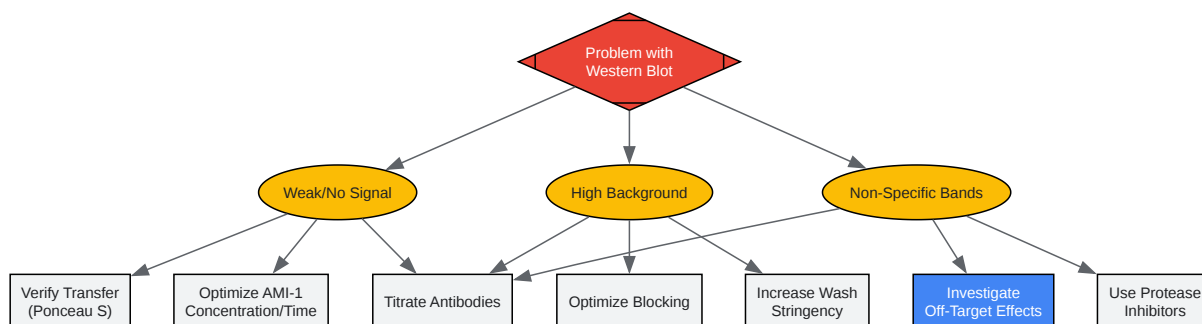 Problem with
Western Blot
Weak/No Signal
High Background
Non-Specific Bands
Verify Transfer
(Ponceau S)
Optimize AMI-1
Concentration/Time
Titrate Antibodies
Optimize Blocking
Increase Wash
Stringency
Investigate
Off-Target Effects
Use Protease
Inhibitors